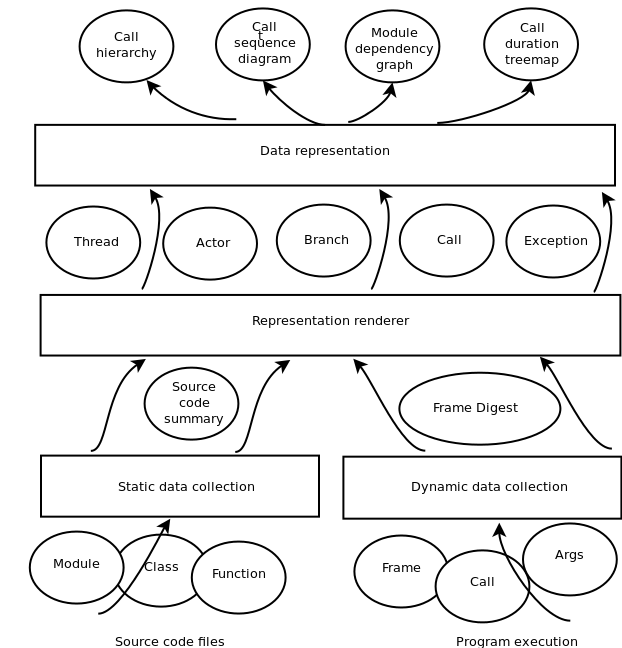 Call
hierarchy
Call
sequence
diagram
t
Module
dependency
graph
Call
duration
treemap
Data representation
Thread
Actor
Branch
Call
Exception
Representation renderer
Source
code
summary
Frame Digest
Static data collection
Dynamic data collection
Module
Class
Function
Frame
Call
Args
Source code files
Program execution